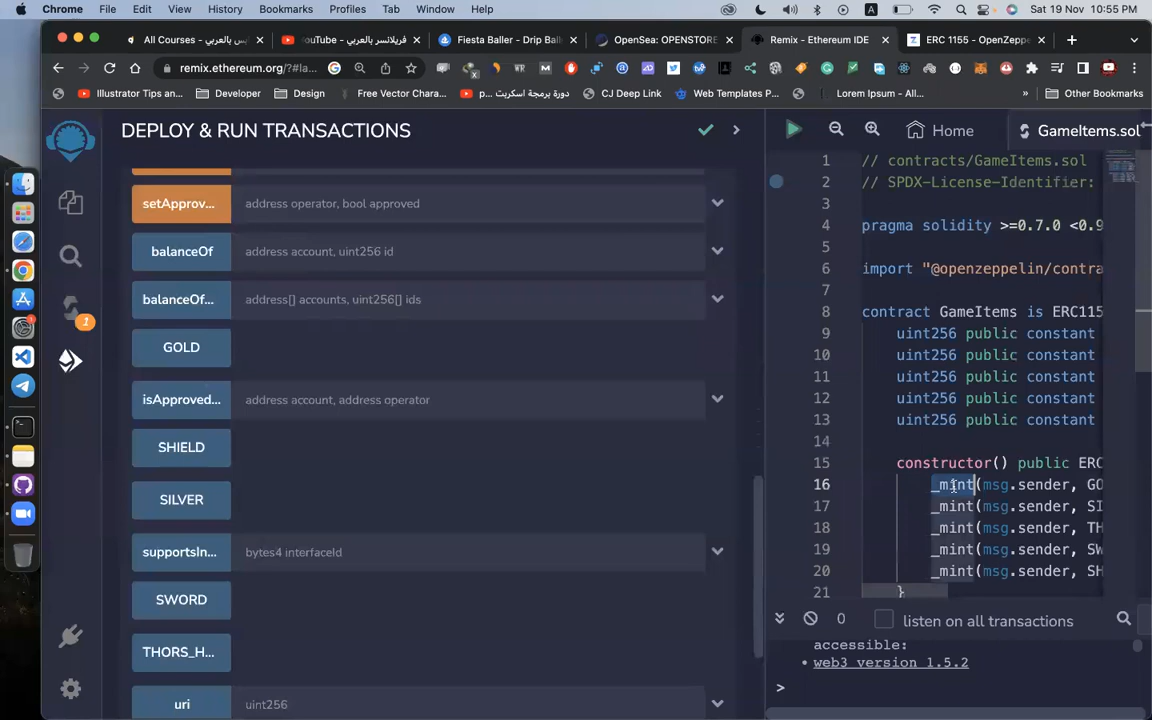 Chrome File Edit View History Bookmarks Profiles Tab Window Help A Sat 19 Nov 10:55 PM
All Courses - فريلانسر بالعربي
YouTube - فريلانسر بالعربي
Fiesta Baller - Drip Ball
OpenSea: OPENSTORE
Remix - Ethereum IDE
ERC 1155 - OpenZeppe
remix.ethereum.org/?#la...
Illustrator Tips an...
Developer
Design
Free Vector Chara...
دورة برمجة اسكريبت p...
CJ Deep Link
Web Templates P...
Lorem Ipsum - Al...
» Other Bookmarks
DEPLOY & RUN TRANSACTIONS
setApprov... address operator, bool approved
balanceOf address account, uint256 id
balanceOf... address[] accounts, uint256[] ids
GOLD
isApproved... address account, address operator
SHIELD
SILVER
supportsIn... bytes4 interfaceId
SWORD
THORS_H...
uri uint256
1
Home
GameItems.sol
1 // contracts/GameItems.sol
2 // SPDX-License-Identifier:
3
4 pragma solidity >=0.7.0 <0.9
5
6 import "@openzeppelin/contra
7
8 contract GameItems is ERC115
9 uint256 public constant
10 uint256 public constant
11 uint256 public constant
12 uint256 public constant
13 uint256 public constant
14
15 constructor() public ERC
16 _mint(msg.sender, GO
17 _mint(msg.sender, SI
18 _mint(msg.sender, TH
19 _mint(msg.sender, SW
20 _mint(msg.sender, SH
21 }
0 listen on all transactions
accessible:
• web3 version 1.5.2
>